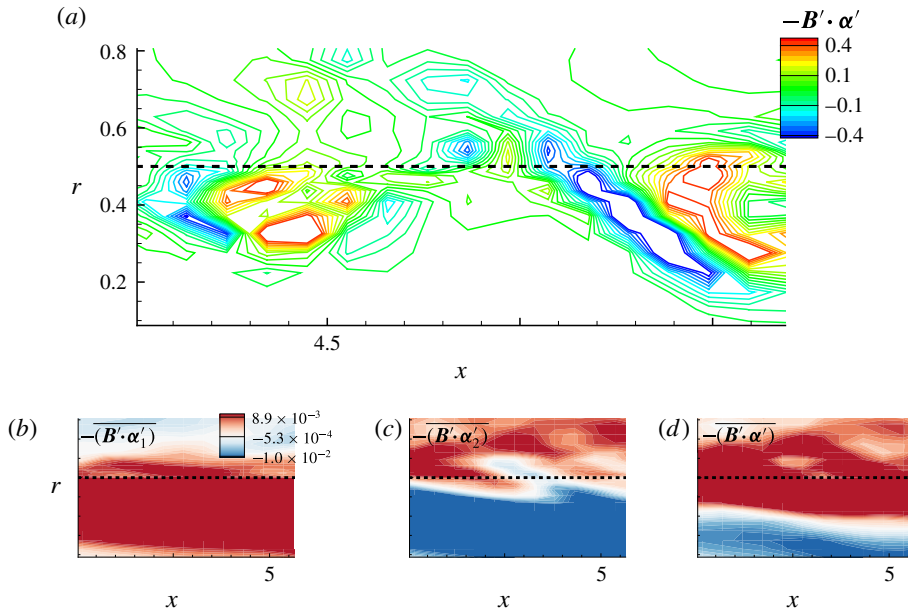 (a)
−B′ · α′
0.8
0.6
r
0.4
0.2
0.4
0.1
−0.1
−0.4
4.5
x
(b)
−(B′ · α′₁)
8.9 × 10⁻³
−5.3 × 10⁻⁴
−1.0 × 10⁻²
r
5
x
(c)
−(B′ · α′₂)
5
x
(d)
−(B′ · α′)
5
x